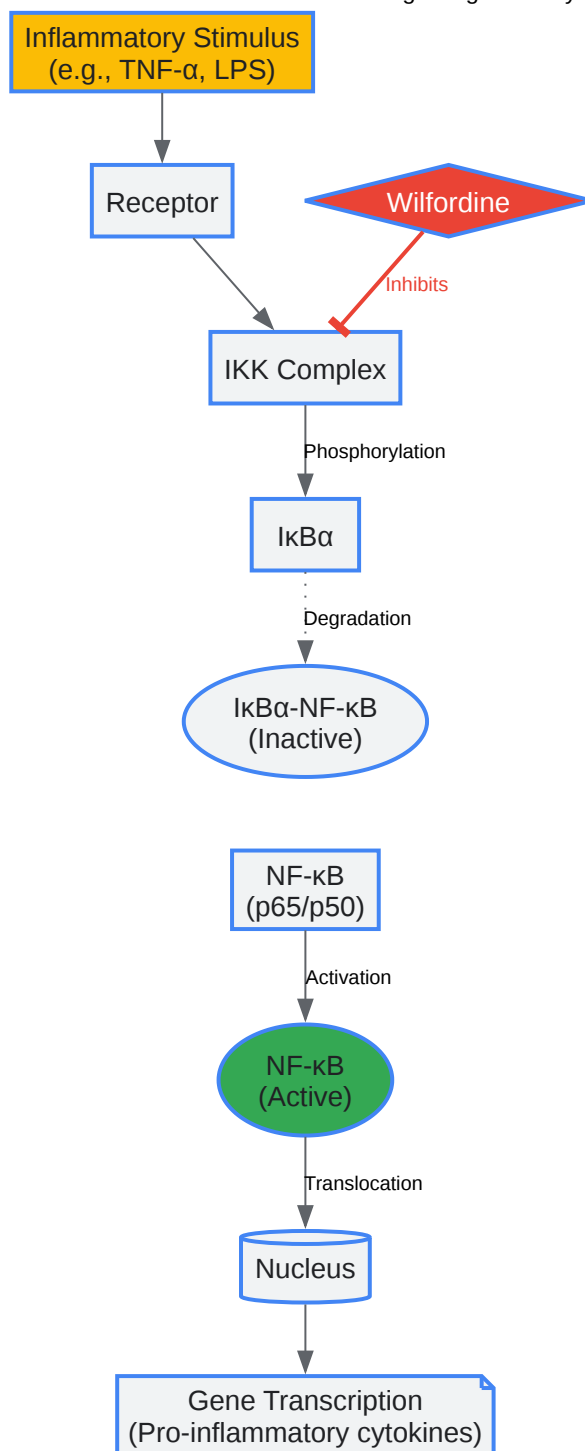 Inflammatory Stimulus
(e.g., TNF-α, LPS)
Receptor
Wilfordine
Inhibits
IKK Complex
Phosphorylation
IκBα
Degradation
IκBα-NF-κB
(Inactive)
NF-κB
(p65/p50)
Activation
NF-κB
(Active)
Translocation
Nucleus
Gene Transcription
(Pro-inflammatory cytokines)